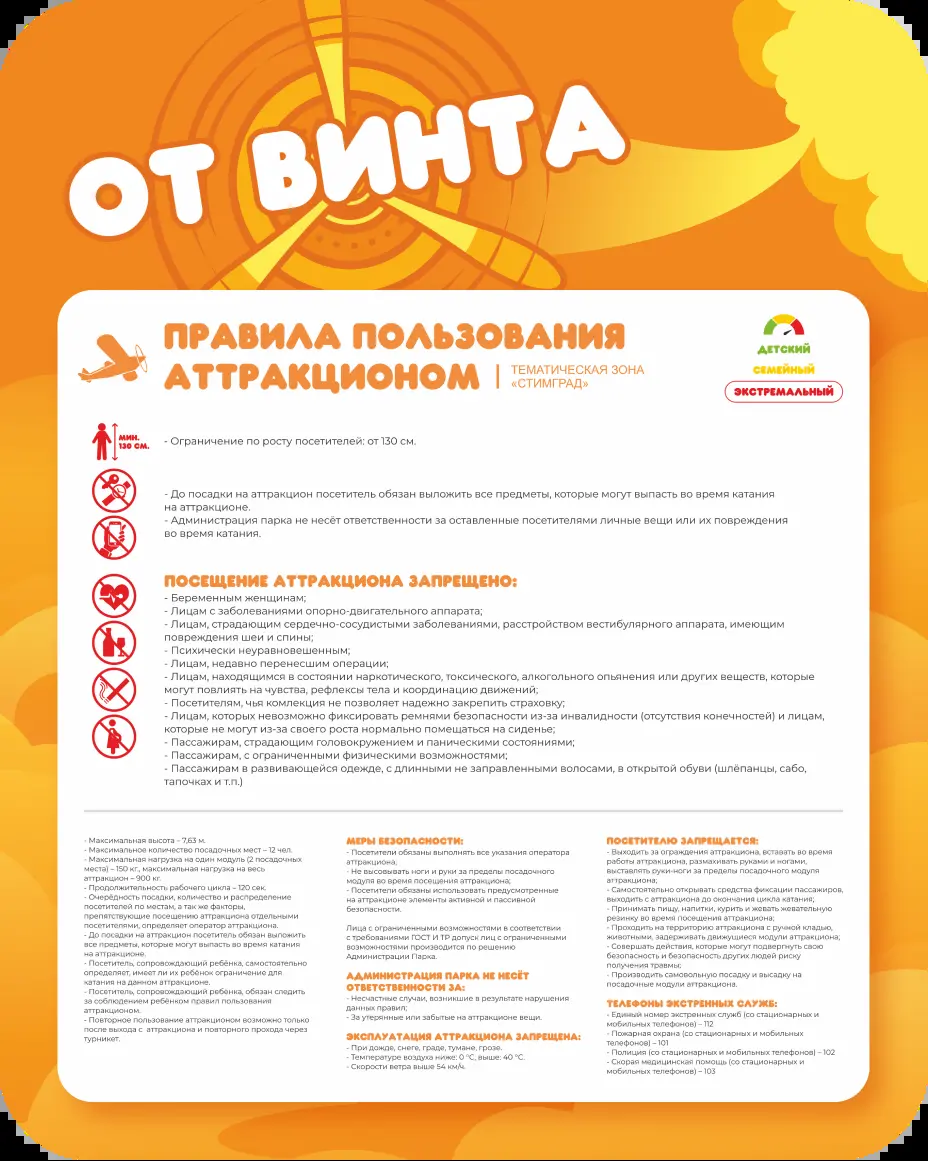 ОТ ВИНТА
ПРАВИЛА ПОЛЬЗОВАНИЯ
АТТРАКЦИОНОМ
ТЕМАТИЧЕСКАЯ ЗОНА
«СТИМГРАД»
ДЕТСКИЙ
СЕМЕЙНЫЙ
ЭКСТРЕМАЛЬНЫЙ
МИН.
130 СМ.
- Ограничение по росту посетителей: от 130 см.
- До посадки на аттракцион посетитель обязан выложить все предметы, которые могут выпасть во время катания
на аттракционе.
- Администрация парка не несёт ответственности за оставленные посетителями личные вещи или их повреждения
во время катания.
ПОСЕЩЕНИЕ АТТРАКЦИОНА ЗАПРЕЩЕНО:
- Беременным женщинам;
- Лицам с заболеваниями опорно-двигательного аппарата;
- Лицам, страдающим сердечно-сосудистыми заболеваниями, расстройством вестибулярного аппарата, имеющим
повреждения шеи и спины;
- Психически неуравновешенным;
- Лицам, недавно перенесшим операции;
- Лицам, находящимся в состоянии наркотического, токсического, алкогольного опьянения или других веществ, которые
могут повлиять на чувства, рефлексы тела и координацию движений;
- Посетителям, чья комлекция не позволяет надежно закрепить страховку;
- Лицам, которых невозможно фиксировать ремнями безопасности из-за инвалидности (отсутствия конечностей) и лицам,
которые не могут из-за своего роста нормально помещаться на сиденье;
- Пассажирам, страдающим головокружением и паническими состояниями;
- Пассажирам, с ограниченными физическими возможностями;
- Пассажирам в развивающейся одежде, с длинными не заправленными волосами, в открытой обуви (шлёпанцы, сабо,
тапочках и т.п.)
- Максимальная высота – 7,63 м.
- Максимальное количество посадочных мест – 12 чел.
- Максимальная нагрузка на один модуль (2 посадочных
места) – 150 кг., максимальная нагрузка на весь
аттракцион – 900 кг.
- Продолжительность рабочего цикла – 120 сек.
- Очерёдность посадки, количество и распределение
посетителей по местам, а так же факторы,
препятствующие посещению аттракциона отдельными
посетителями, определяет оператор аттракциона.
- До посадки на аттракцион посетитель обязан выложить
все предметы, которые могут выпасть во время катания
на аттракционе.
- Посетитель, сопровождающий ребёнка, самостоятельно
определяет, имеет ли их ребёнок ограничение для
катания на данном аттракционе.
- Посетитель, сопровождающий ребёнка, обязан следить
за соблюдением ребёнком правил пользования
аттракционом.
- Повторное пользование аттракционом возможно только
после выхода с аттракциона и повторного прохода через
турникет.
МЕРЫ БЕЗОПАСНОСТИ:
- Посетители обязаны выполнять все указания оператора
аттракциона;
- Не высовывать ноги и руки за пределы посадочного
модуля во время посещения аттракциона;
- Посетители обязаны использовать предусмотренные
на аттракционе элементы активной и пассивной
безопасности.
Лица с ограниченными возможностями в соответствии
с требованиями ГОСТ И ТР допуск лиц с ограниченными
возможностями производится по решению
Администрации Парка.
АДМИНИСТРАЦИЯ ПАРКА НЕ НЕСЁТ
ОТВЕТСТВЕННОСТИ ЗА:
- Несчастные случаи, возникшие в результате нарушения
данных правил;
- За утерянные или забытые на аттракционе вещи.
ЭКСПЛУАТАЦИЯ АТТРАКЦИОНА ЗАПРЕЩЕНА:
- При дожде, снеге, граде, тумане, грозе.
- Температуре воздуха ниже: 0 °С, выше: 40 °С.
- Скорости ветра выше 54 км/ч.
ПОСЕТИТЕЛЮ ЗАПРЕЩАЕТСЯ:
- Выходить за ограждения аттракциона, вставать во время
работы аттракциона, размахивать руками и ногами,
выставлять руки-ноги за пределы посадочного модуля
аттракциона;
- Самостоятельно открывать средства фиксации пассажиров,
выходить с аттракциона до окончания цикла катания;
- Принимать пищу, напитки, курить и жевать жевательную
резинку во время посещения аттракциона;
- Проходить на территорию аттракциона с ручной кладью,
животными, задерживать движущиеся модули аттракциона;
- Совершать действия, которые могут подвергнуть свою
безопасность и безопасность других людей риску
получения травмы;
- Производить самовольную посадку и высадку на
посадочные модули аттракциона.
ТЕЛЕФОНЫ ЭКСТРЕННЫХ СЛУЖБ:
- Единый номер экстренных служб (со стационарных и
мобильных телефонов) – 112
- Пожарная охрана (со стационарных и мобильных
телефонов) – 101
- Полиция (со стационарных и мобильных телефонов) – 102
- Скорая медицинская помощь (со стационарных и
мобильных телефонов) – 103